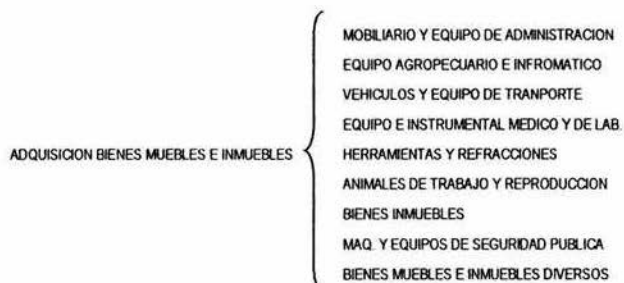 MOBILIARIO Y EQUIPO DE ADMINISTRACION
EQUIPO AGROPECUARIO E INFROMATICO
VEHICULOS Y EQUIPO DE TRANPORTE
EQUIPO E INSTRUMENTAL MEDICO Y DE LAB.
ADQUISICION BIENES MUEBLES E INMUEBLES
HERRAMIENTAS Y REFRACCIONES
ANIMALES DE TRABAJO Y REPRODUCCION
BIENES INMUEBLES
MAQ. Y EQUIPOS DE SEGURIDAD PUBLICA
BIENES MUEBLES E INMUEBLES DIVERSOS